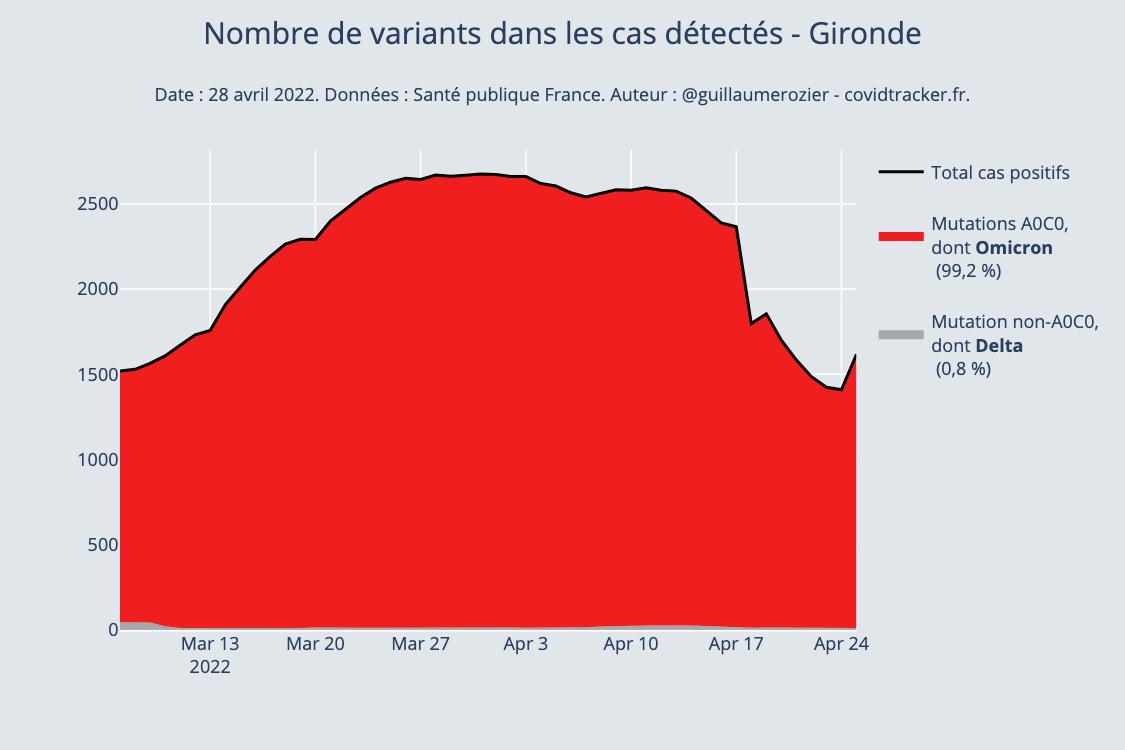 Nombre de variants dans les cas détectés - Gironde
Date : 28 avril 2022. Données : Santé publique France. Auteur : @guillaumerozier - covidtracker.fr.
Total cas positifs
Mutations A0C0,
dont Omicron
(99,2 %)
Mutation non-A0C0,
dont Delta
(0,8 %)
2500
2000
1500
1000
500
0
Mar 13
2022
Mar 20
Mar 27
Apr 3
Apr 10
Apr 17
Apr 24